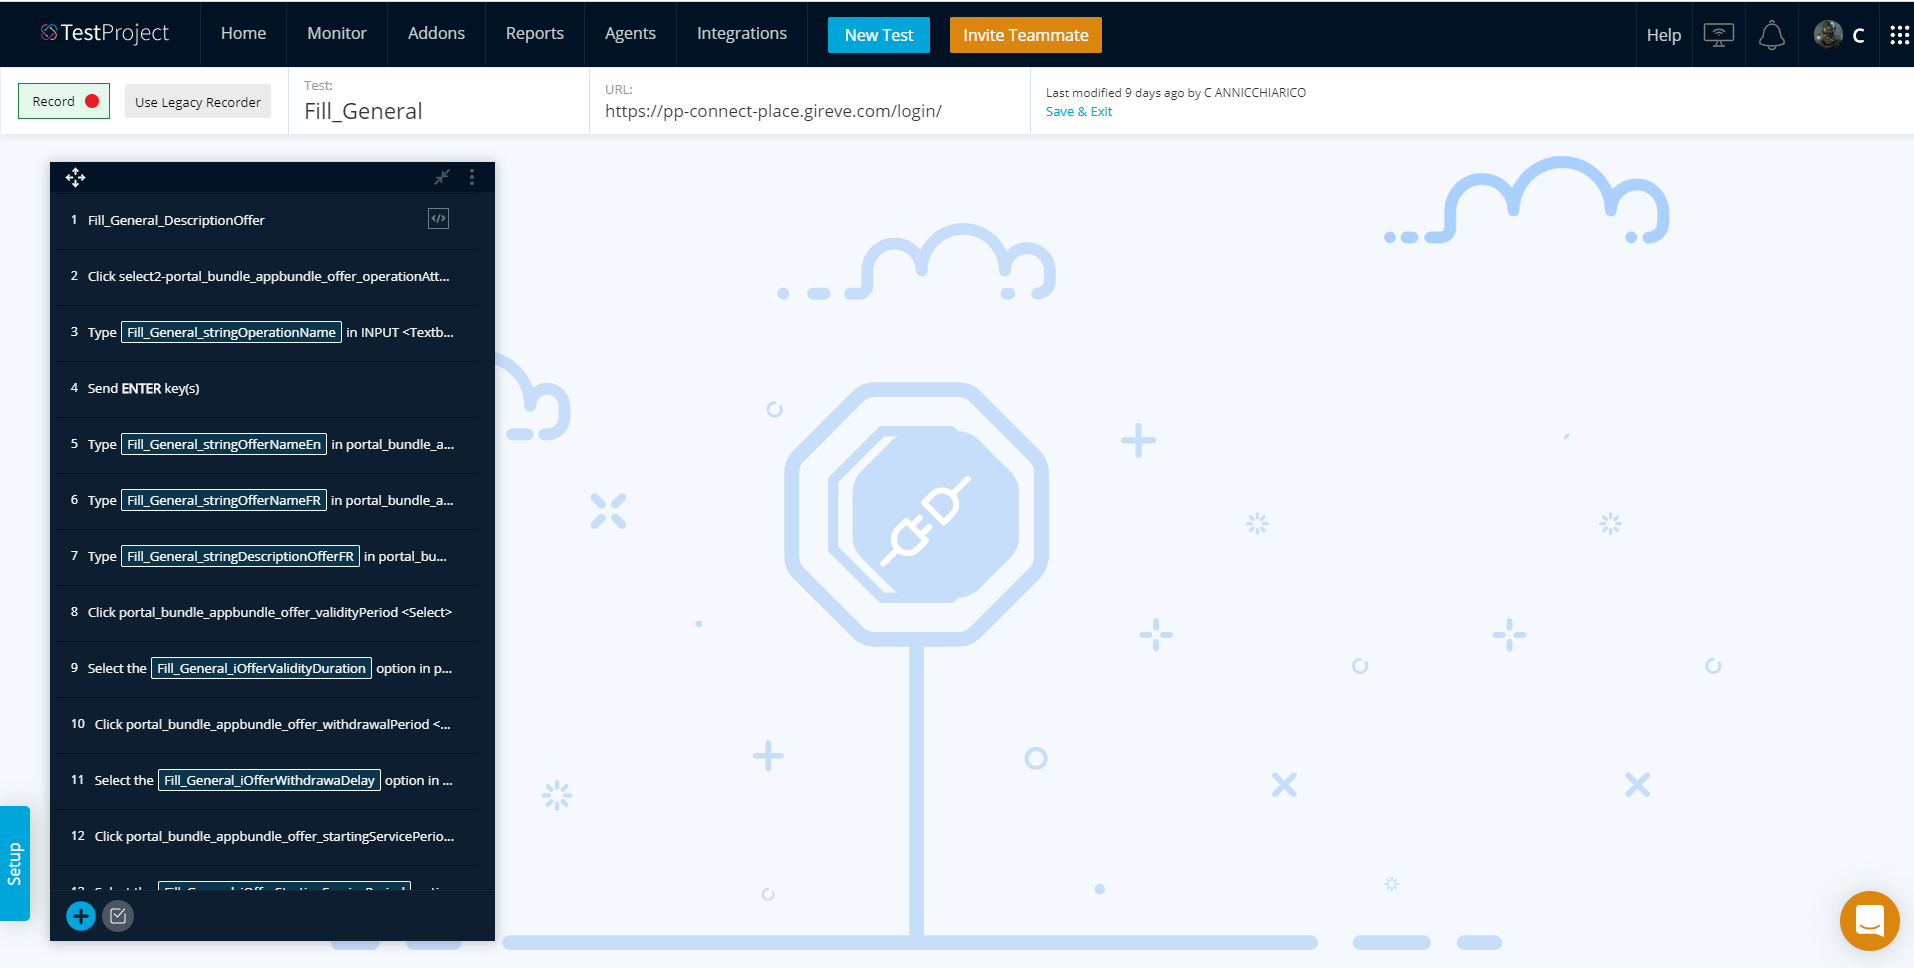 TestProject
Home
Monitor
Addons
Reports
Agents
Integrations
New Test
Invite Teammate
Help
C
Record
Use Legacy Recorder
Test:
Fill_General
URL:
https://pp-connect-place.gireve.com/login/
Last modified 9 days ago by C ANNICCHIARICO
Save & Exit
1 Fill_General_DescriptionOffer </>
2 Click select2-portal_bundle_appbundle_offer_operationAtt...
3 Type Fill_General_stringOperationName in INPUT <Textb...
4 Send ENTER key(s)
5 Type Fill_General_stringOfferNameEn in portal_bundle_a...
6 Type Fill_General_stringOfferNameFR in portal_bundle_a...
7 Type Fill_General_stringDescriptionOfferFR in portal_bu...
8 Click portal_bundle_appbundle_offer_validityPeriod <Select>
9 Select the Fill_General_iOfferValidityDuration option in p...
10 Click portal_bundle_appbundle_offer_withdrawalPeriod <...
11 Select the Fill_General_iOfferWithdrawaDelay option in ...
12 Click portal_bundle_appbundle_offer_startingServicePerio...
13 Select the
Setup